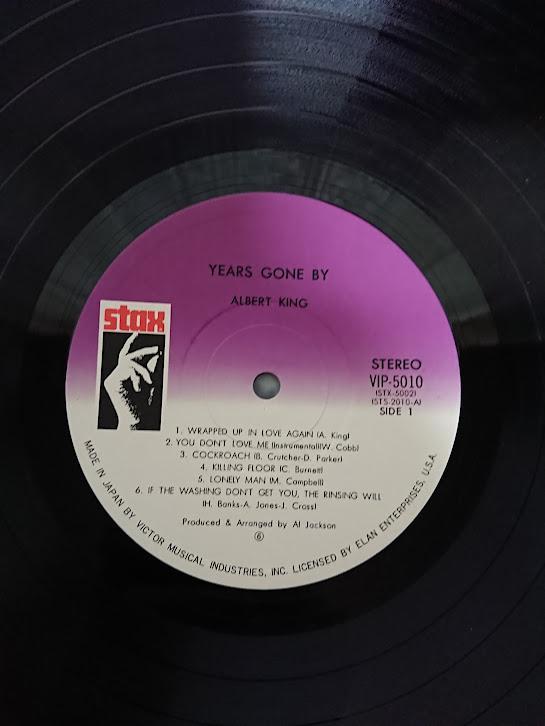 YEARS GONE BY
ALBERT KING
stax
STEREO
VIP-5010
(STX-5002)
(STS-2010-A)
SIDE 1
1. WRAPPED UP IN LOVE AGAIN (A. King)
2. YOU DON'T LOVE ME (Instrumental)(W. Cobb)
3. COCKROACH (B. Crutcher-D. Parker)
4. KILLING FLOOR (C. Burnett)
5. LONELY MAN (M. Campbell)
6. IF THE WASHING DON'T GET YOU, THE RINSING WILL
(H. Banks-A. Jones-J. Cross)
Produced & Arranged by Al Jackson
⑥
MADE IN JAPAN BY VICTOR MUSICAL INDUSTRIES, INC. LICENSED BY ELAN ENTERPRISES, U.S.A.